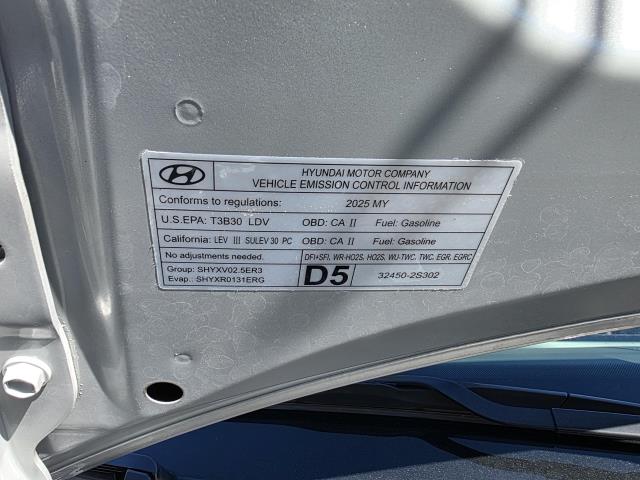 HYUNDAI MOTOR COMPANY
VEHICLE EMISSION CONTROL INFORMATION
Conforms to regulations: 2025 MY
U.S.EPA: T3B30 LDV OBD: CA II Fuel: Gasoline
California: LEV III SULEV30 PC OBD: CA II Fuel: Gasoline
No adjustments needed. DFI+SFI, WR-HO2S, HO2S, WU-TWC, TWC, EGR, EGRC
Group: SHYXV02.5ER3
Evap.: SHYXR0131ERG
D5
32450-2S302